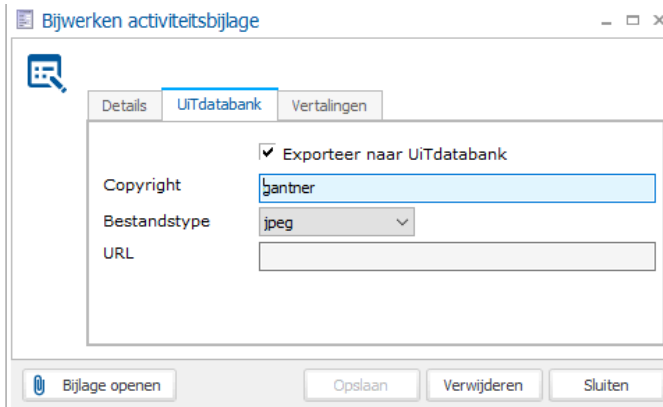 Bijwerken activiteitsbijlage
Details UiTdatabank Vertalingen
Exporteer naar UiTdatabank
Copyright gantner
Bestandstype jpeg
URL
Bijlage openen Opslaan Verwijderen Sluiten